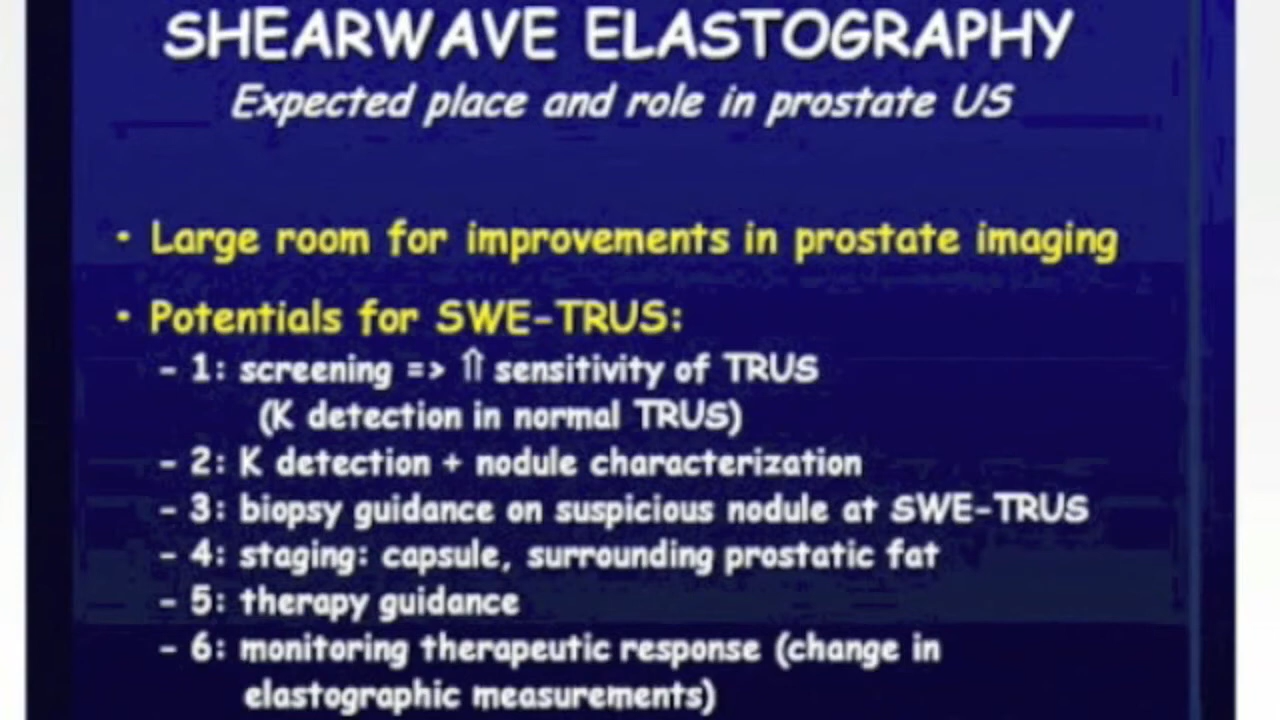 SHEARWAVE ELASTOGRAPHY
Expected place and role in prostate US
• Large room for improvements in prostate imaging
• Potentials for SWE-TRUS:
– 1: screening => ⇑ sensitivity of TRUS
(K detection in normal TRUS)
– 2: K detection + nodule characterization
– 3: biopsy guidance on suspicious nodule at SWE-TRUS
– 4: staging: capsule, surrounding prostatic fat
– 5: therapy guidance
– 6: monitoring therapeutic response (change in
elastographic measurements)